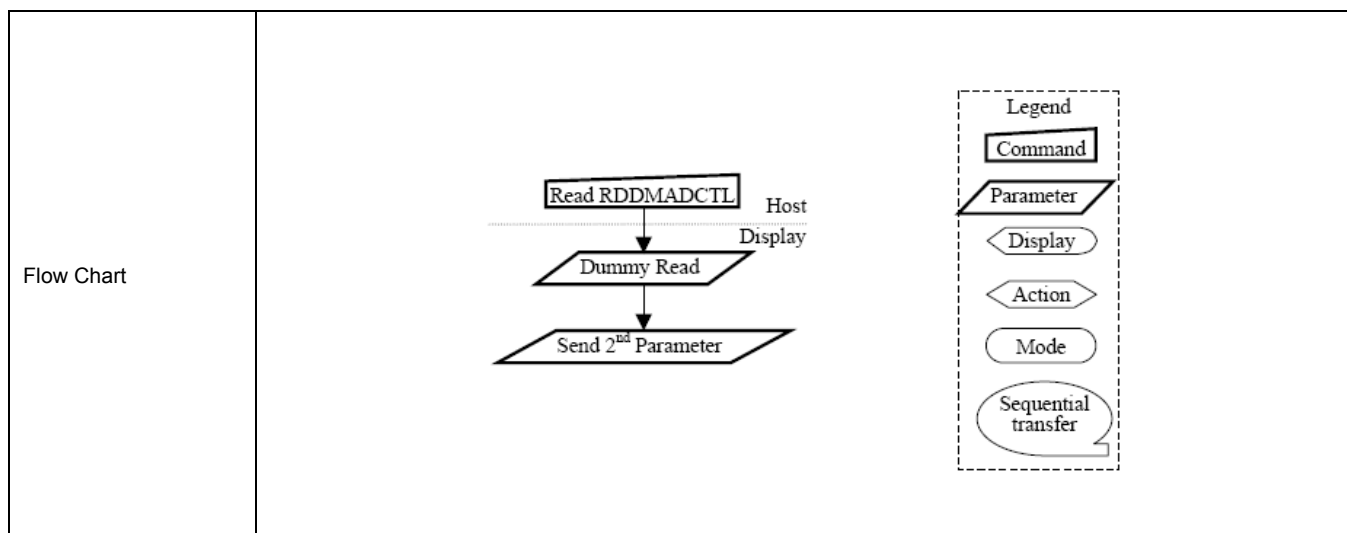 Flow Chart
Read RDDMADCTL
Host
Display
Dummy Read
Send 2nd Parameter
Legend
Command
Parameter
Display
Action
Mode
Sequential
transfer